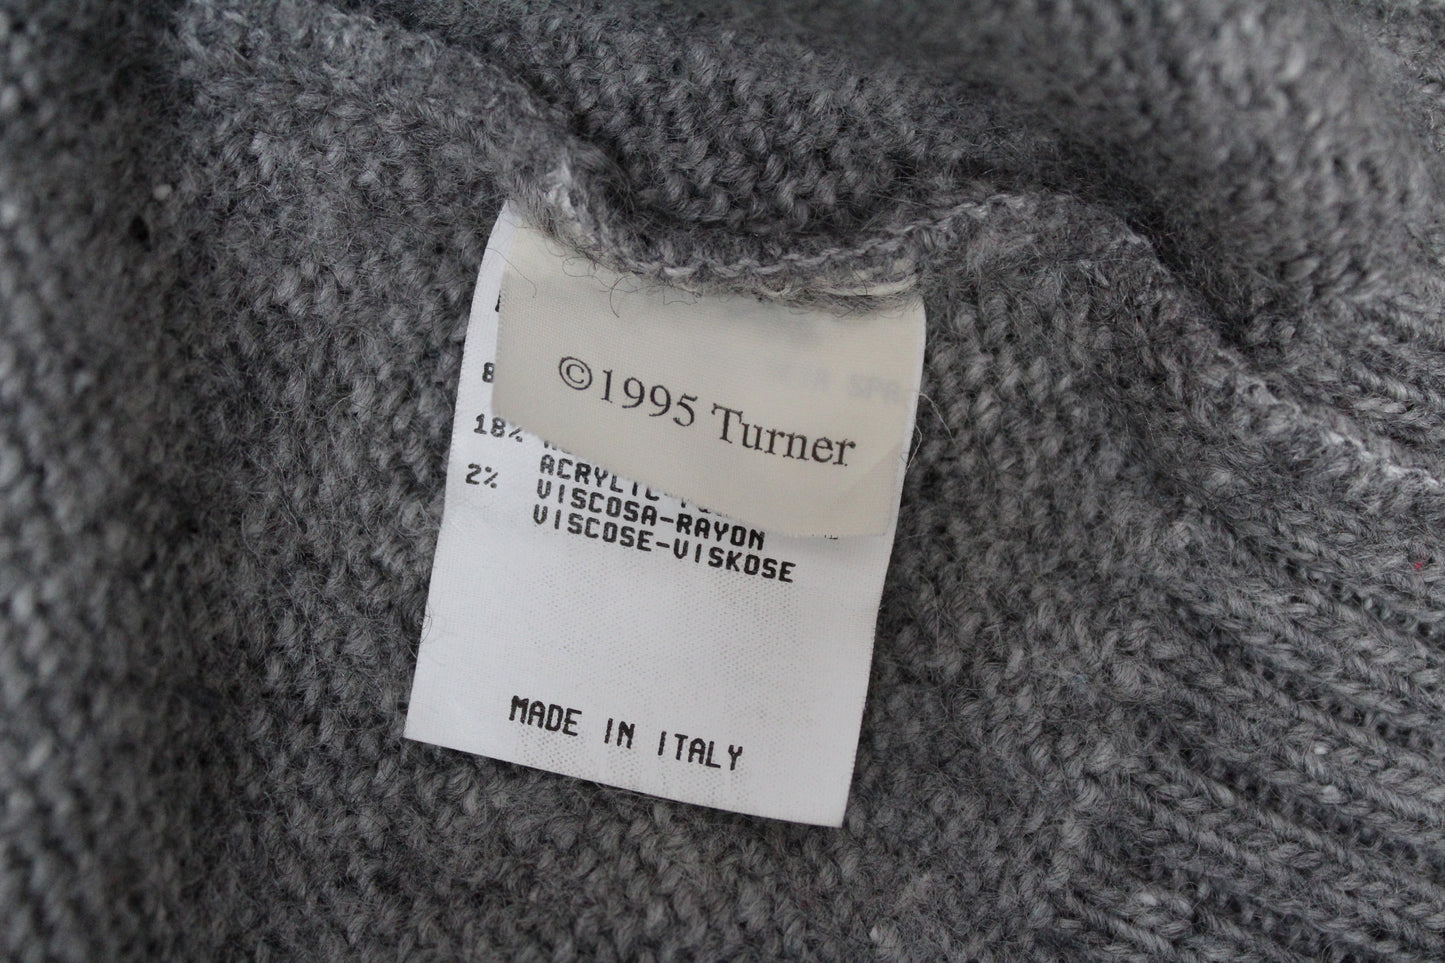 ©1995 Turner
18%
ACRYLIC
2% VISCOSA-RAYON
VISCOSE-VISKOSE
MADE IN ITALY